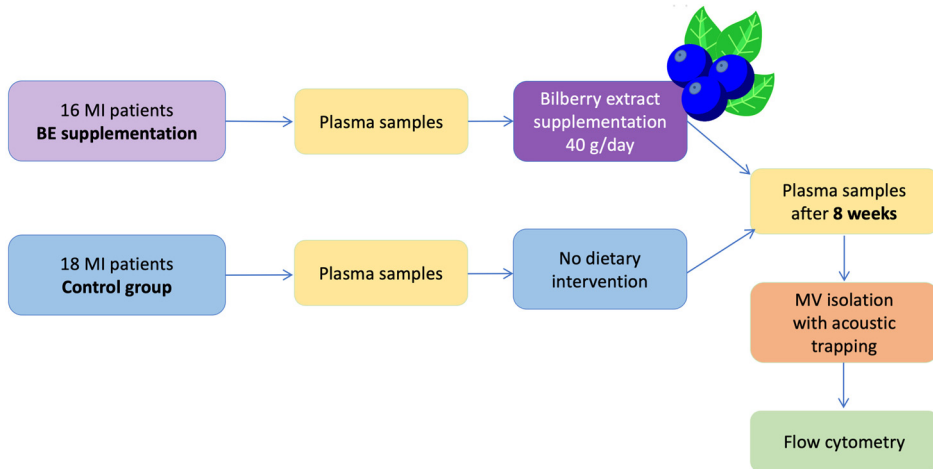 16 MI patients
BE supplementation
Plasma samples
Bilberry extract
supplementation
40 g/day
18 MI patients
Control group
Plasma samples
No dietary
intervention
Plasma samples
after 8 weeks
MV isolation
with acoustic
trapping
Flow cytometry